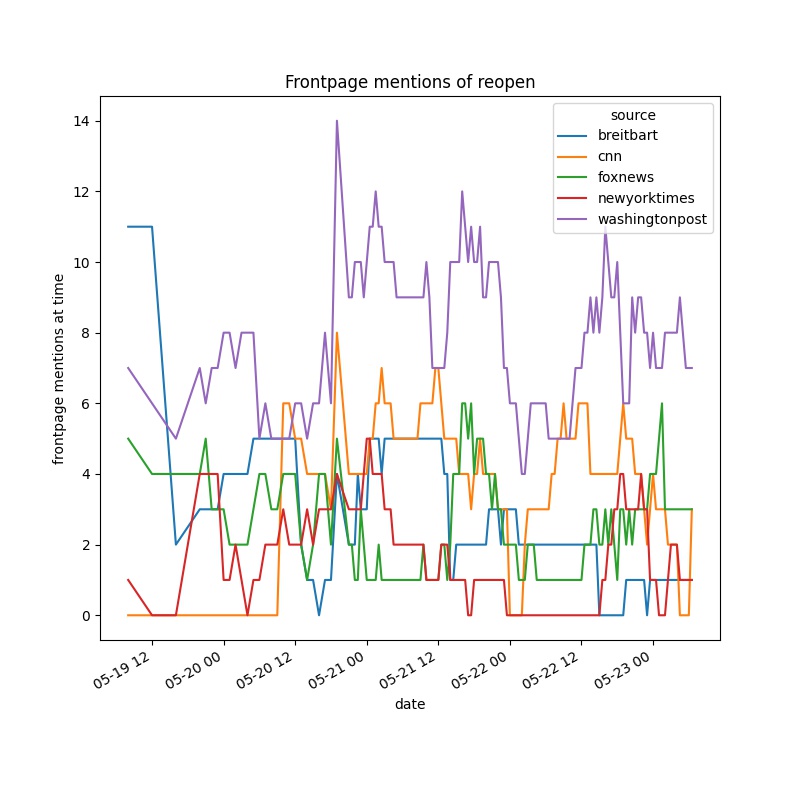 Frontpage mentions of reopen
source
breitbart
cnn
foxnews
newyorktimes
washingtonpost
frontpage mentions at time
14
12
10
8
6
4
2
0
05-19 12
05-20 00
05-20 12
05-21 00
05-21 12
05-22 00
05-22 12
05-23 00
date